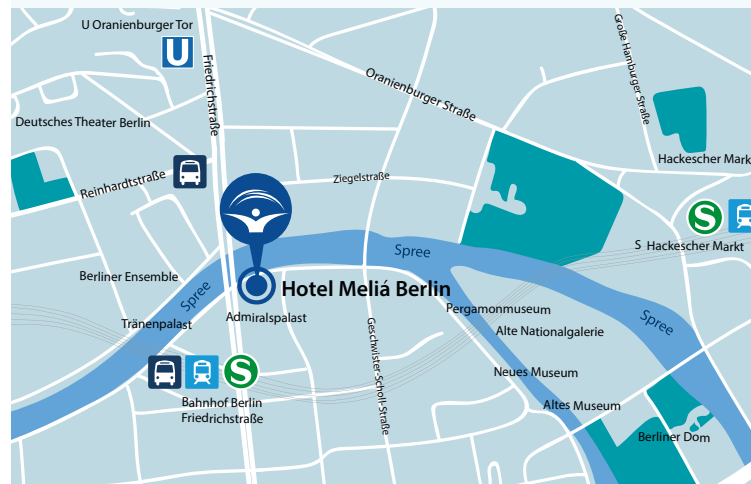 U Oranienburger Tor
U
Friedrichstraße
Oranienburger Straße
Große Hamburger Straße
Deutsches Theater Berlin
Hackescher Mark
Reinhardtstraße
Ziegelstraße
S
S Hackescher Markt
Spree
Berliner Ensemble
Spree
Hotel Meliá Berlin
Tränenpalast
Admiralspalast
Pergamonmuseum
Spree
Alte Nationalgalerie
Geschwister-Scholl-Straße
S
Neues Museum
Bahnhof Berlin
Friedrichstraße
Altes Museum
Berliner Dom